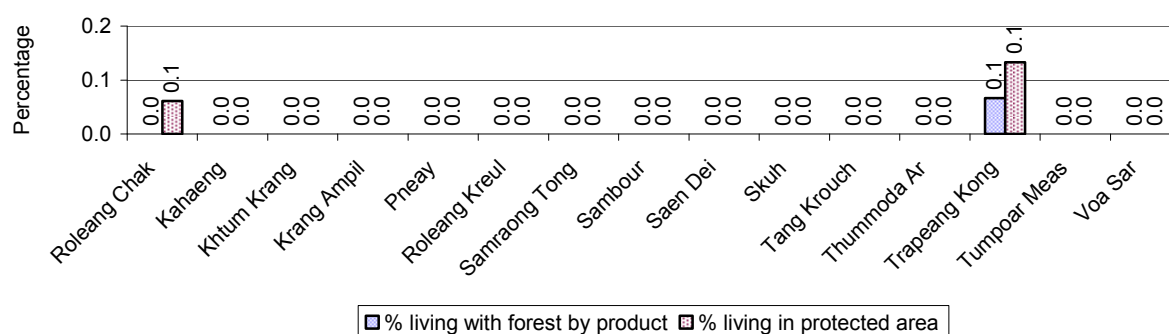 Percentage
0.2
0.1
0.0
0.0 0.1
0.0 0.0
0.0 0.0
0.0 0.0
0.0 0.0
0.0 0.0
0.0 0.0
0.0 0.0
0.0 0.0
0.0 0.0
0.0 0.0
0.0 0.0
0.1 0.1
0.0 0.0
0.0 0.0
Roleang Chak
Kahaeng
Khtum Krang
Krang Ampil
Pneay
Roleang Kreul
Samraong Tong
Sambour
Saen Dei
Skuh
Tang Krouch
Thummoda Ar
Trapeang Kong
Tumpoar Meas
Voa Sar
% living with forest by product % living in protected area